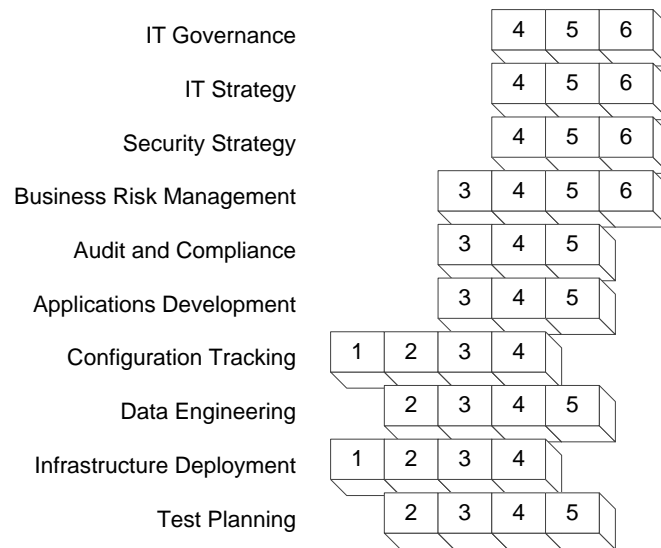 IT Governance 4 5 6
IT Strategy 4 5 6
Security Strategy 4 5 6
Business Risk Management 3 4 5 6
Audit and Compliance 3 4 5
Applications Development 3 4 5
Configuration Tracking 1 2 3 4
Data Engineering 2 3 4 5
Infrastructure Deployment 1 2 3 4
Test Planning 2 3 4 5